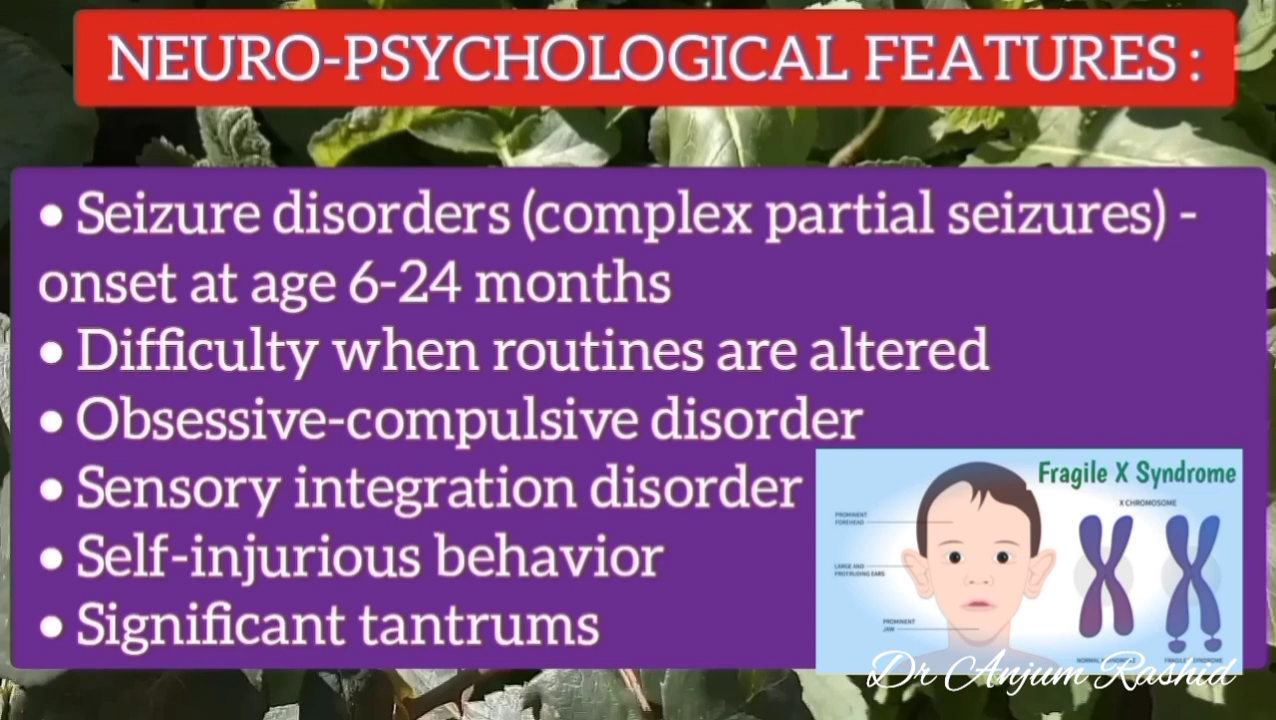 NEURO-PSYCHOLOGICAL FEATURES :
• Seizure disorders (complex partial seizures) -
onset at age 6-24 months
• Difficulty when routines are altered
• Obsessive-compulsive disorder
• Sensory integration disorder
• Self-injurious behavior
• Significant tantrums
Fragile X Syndrome
X CHROMOSOME
PROMINENT
FOREHEAD
LARGE AND
PROTRUDING EARS
PROMINENT
JAW
Dr Anjum Rashid